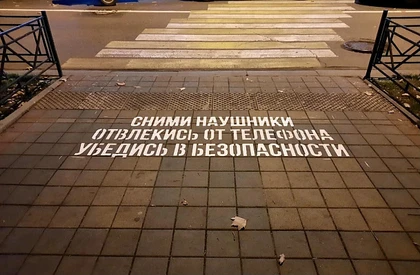 СНИМИ НАУШНИКИ
ОТВЛЕКИСЬ ОТ ТЕЛЕФОНА
УБЕДИСЬ В БЕЗОПАСНОСТИ